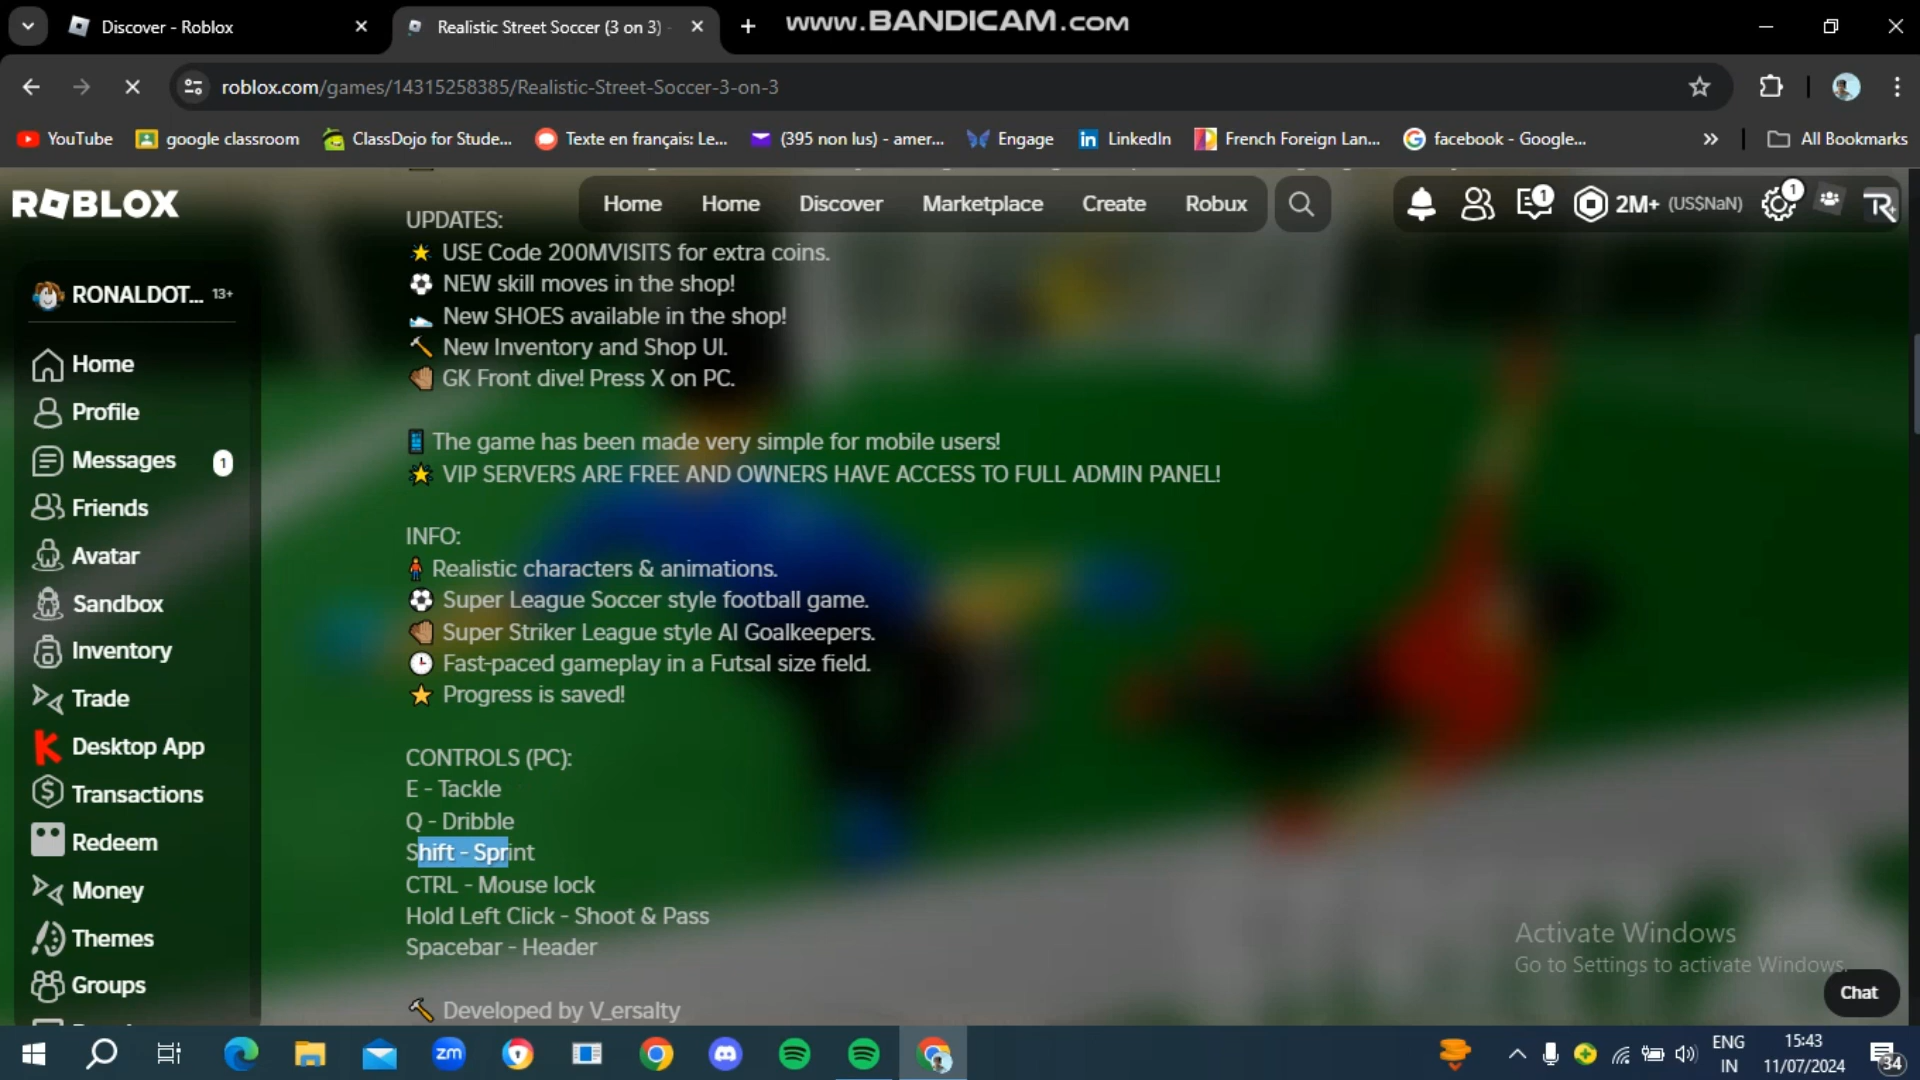 Discover - Roblox
Realistic Street Soccer (3 on 3)
www.BANDICAM.com
roblox.com/games/14315258385/Realistic-Street-Soccer-3-on-3
YouTube
google classroom
ClassDojo for Stude...
Texte en français: Le...
(395 non lus) - amer...
Engage
LinkedIn
French Foreign Lan...
facebook - Google...
All Bookmarks
ROBLOX
Home
Home
Discover
Marketplace
Create
Robux
1
2M+
(US$NaN)
1
RONALDOT...
13+
Home
Profile
Messages
1
Friends
Avatar
Sandbox
Inventory
Trade
Desktop App
Transactions
Redeem
Money
Themes
Groups
UPDATES:
USE Code 200MVISITS for extra coins.
NEW skill moves in the shop!
New SHOES available in the shop!
New Inventory and Shop UI.
GK Front dive! Press X on PC.
The game has been made very simple for mobile users!
VIP SERVERS ARE FREE AND OWNERS HAVE ACCESS TO FULL ADMIN PANEL!
INFO:
Realistic characters & animations.
Super League Soccer style football game.
Super Striker League style AI Goalkeepers.
Fast-paced gameplay in a Futsal size field.
Progress is saved!
CONTROLS (PC):
E - Tackle
Q - Dribble
Shift - Sprint
CTRL - Mouse lock
Hold Left Click - Shoot & Pass
Spacebar - Header
Developed by V_ersalty
Activate Windows
Go to Settings to activate Windows.
Chat
zm
ENG
IN
15:43
11/07/2024
34